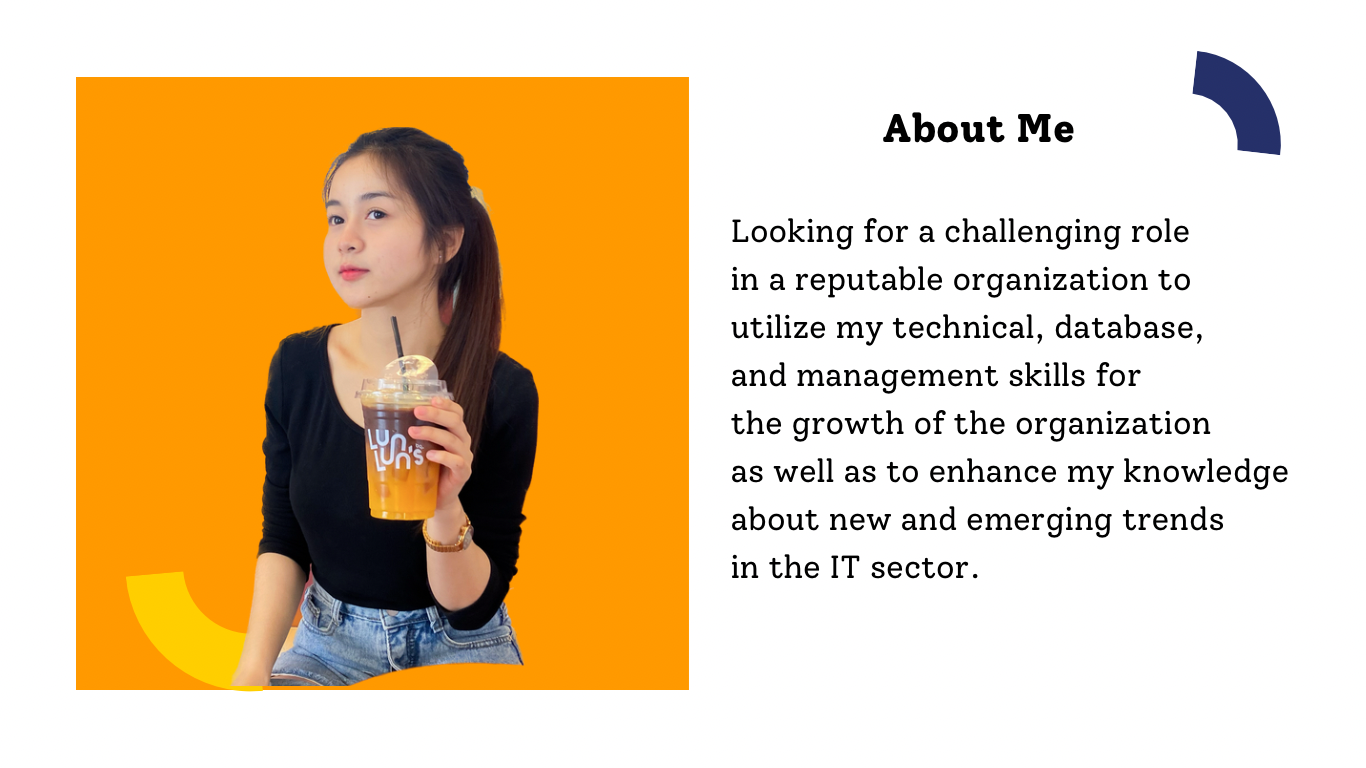 About Me
Looking for a challenging role
in a reputable organization to
utilize my technical, database,
and management skills for
the growth of the organization
as well as to enhance my knowledge
about new and emerging trends
in the IT sector.
LUN
LUN'S